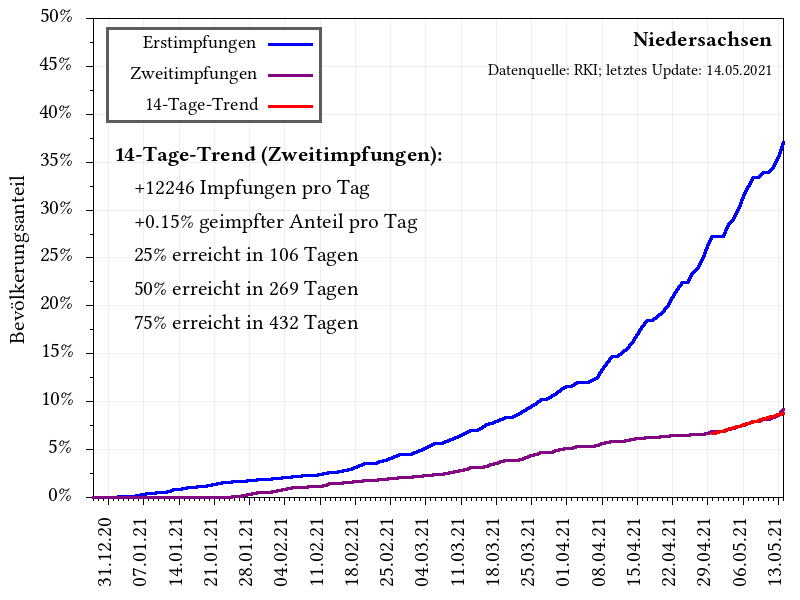 50%
45%
40%
35%
30%
25%
20%
15%
10%
5%
0%
Bevölkerungsanteil
Erstimpfungen
Zweitimpfungen
14-Tage-Trend
Niedersachsen
Datenquelle: RKI; letztes Update: 14.05.2021
14-Tage-Trend (Zweitimpfungen):
+12246 Impfungen pro Tag
+0.15% geimpfter Anteil pro Tag
25% erreicht in 106 Tagen
50% erreicht in 269 Tagen
75% erreicht in 432 Tagen
31.12.20
07.01.21
14.01.21
21.01.21
28.01.21
04.02.21
11.02.21
18.02.21
25.02.21
04.03.21
11.03.21
18.03.21
25.03.21
01.04.21
08.04.21
15.04.21
22.04.21
29.04.21
06.05.21
13.05.21